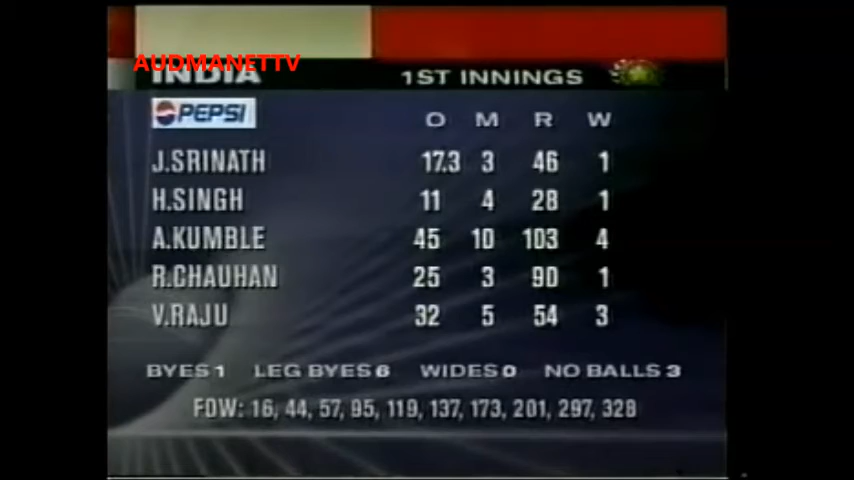 AUDMANETTV
INDIA 1ST INNINGS
PEPSI O M R W
J.SRINATH 17.3 3 46 1
H.SINGH 11 4 28 1
A.KUMBLE 45 10 103 4
R.CHAUHAN 25 3 90 1
V.RAJU 32 5 54 3
BYES 1 LEG BYES 6 WIDES 0 NO BALLS 3
FOW: 16, 44, 57, 95, 119, 137, 173, 201, 297, 328